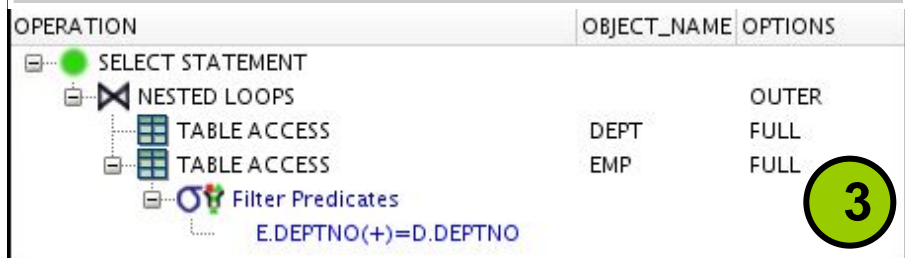 OPERATION OBJECT_NAME OPTIONS
SELECT STATEMENT
NESTED LOOPS OUTER
TABLE ACCESS DEPT FULL
TABLE ACCESS EMP FULL
Filter Predicates
E.DEPTNO(+)=D.DEPTNO
3